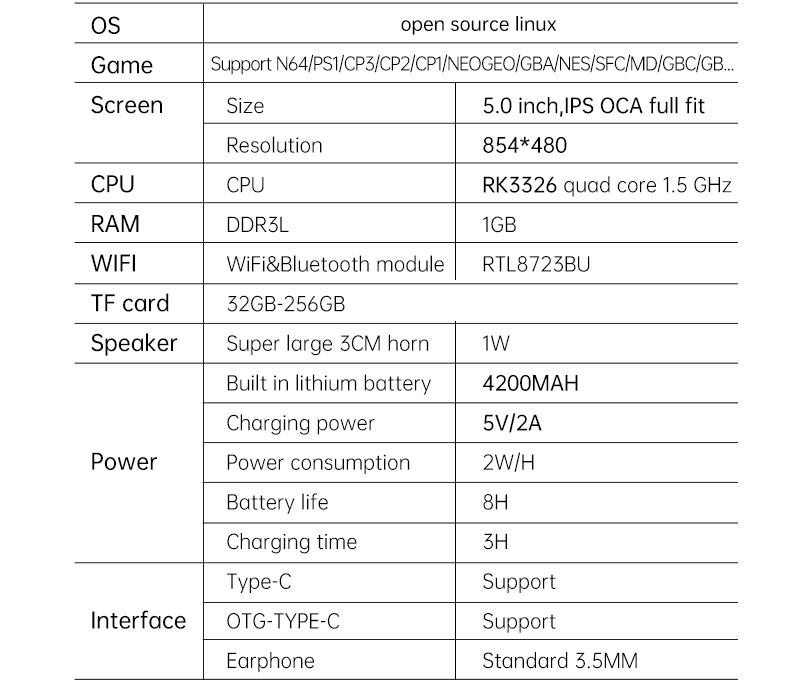 OS open source linux
Game Support N64/PS1/CP3/CP2/CP1/NEOGEO/GBA/NES/SFC/MD/GBC/GB...
Screen Size 5.0 inch,IPS OCA full fit
Resolution 854*480
CPU CPU RK3326 quad core 1.5 GHz
RAM DDR3L 1GB
WIFI WiFi&Bluetooth module RTL8723BU
TF card 32GB-256GB
Speaker Super large 3CM horn 1W
Built in lithium battery 4200MAH
Charging power 5V/2A
Power Power consumption 2W/H
Battery life 8H
Charging time 3H
Type-C Support
Interface OTG-TYPE-C Support
Earphone Standard 3.5MM